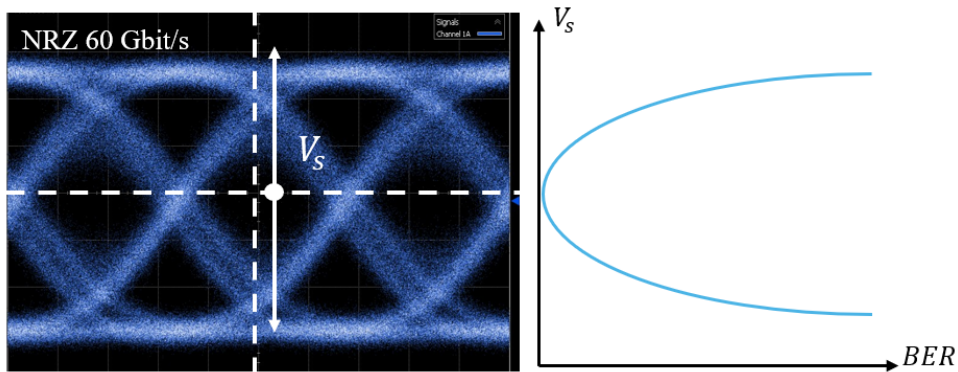 NRZ 60 Gbit/s
Signals
Channel 1A
V_s
V_s
BER